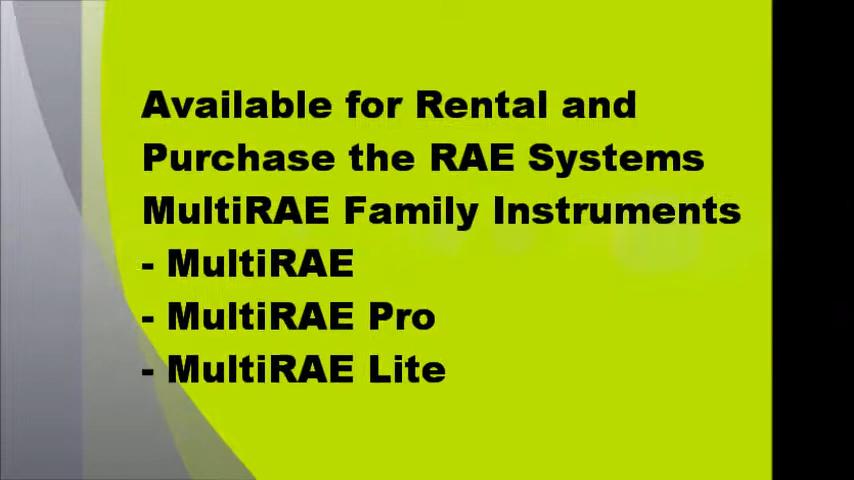 Available for Rental and
Purchase the RAE Systems
MultiRAE Family Instruments
- MultiRAE
- MultiRAE Pro
- MultiRAE Lite